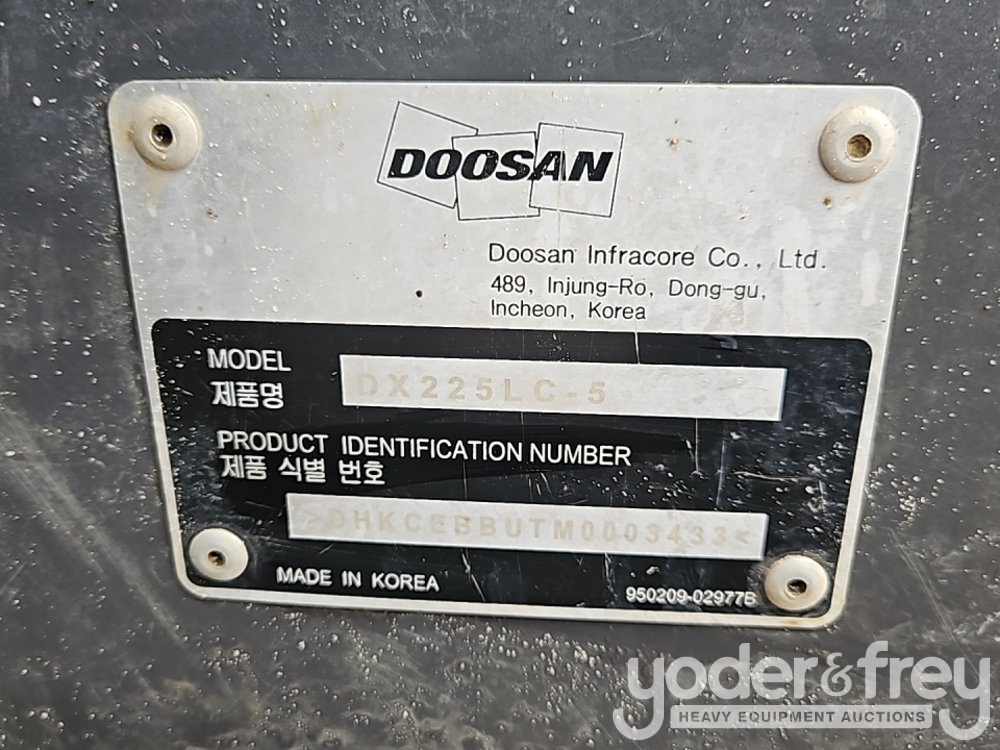 DOOSAN
Doosan Infracore Co., Ltd.
489, Injung-Ro, Dong-gu,
Incheon, Korea
MODEL
제품명
DX225LC-5
PRODUCT IDENTIFICATION NUMBER
제품 식별 번호
>DHKCEBBUTM0003433<
MADE IN KOREA
950209-02977B
yoder&frey
HEAVY EQUIPMENT AUCTIONS